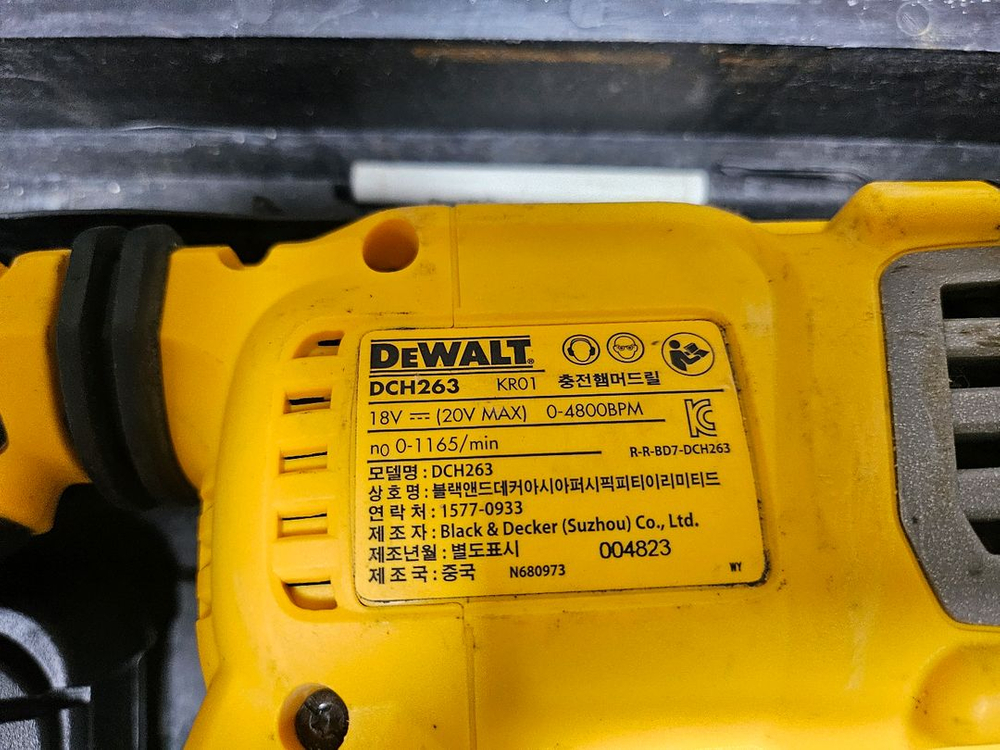 DEWALT®
DCH263 KR01 충전햄머드릴
18V ⎓ (20V MAX) 0-4800BPM
n0 0-1165/min
R-R-BD7-DCH263
모델명 : DCH263
상 호 명 : 블랙앤드데커아시아퍼시픽피티이리미티드
연 락 처 : 1577-0933
제 조 자 : Black & Decker (Suzhou) Co., Ltd.
제조년월 : 별도표시 004823
제 조 국 : 중국 N680973 WY